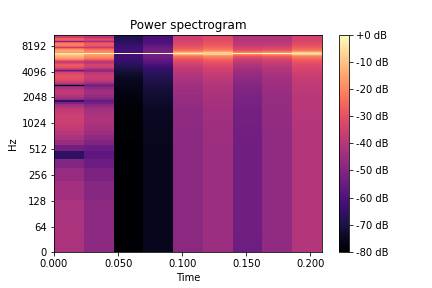 Power spectrogram
Hz
8192
4096
2048
1024
512
256
128
64
0
0.000 0.050 0.100 0.150 0.200
Time
+0 dB
-10 dB
-20 dB
-30 dB
-40 dB
-50 dB
-60 dB
-70 dB
-80 dB